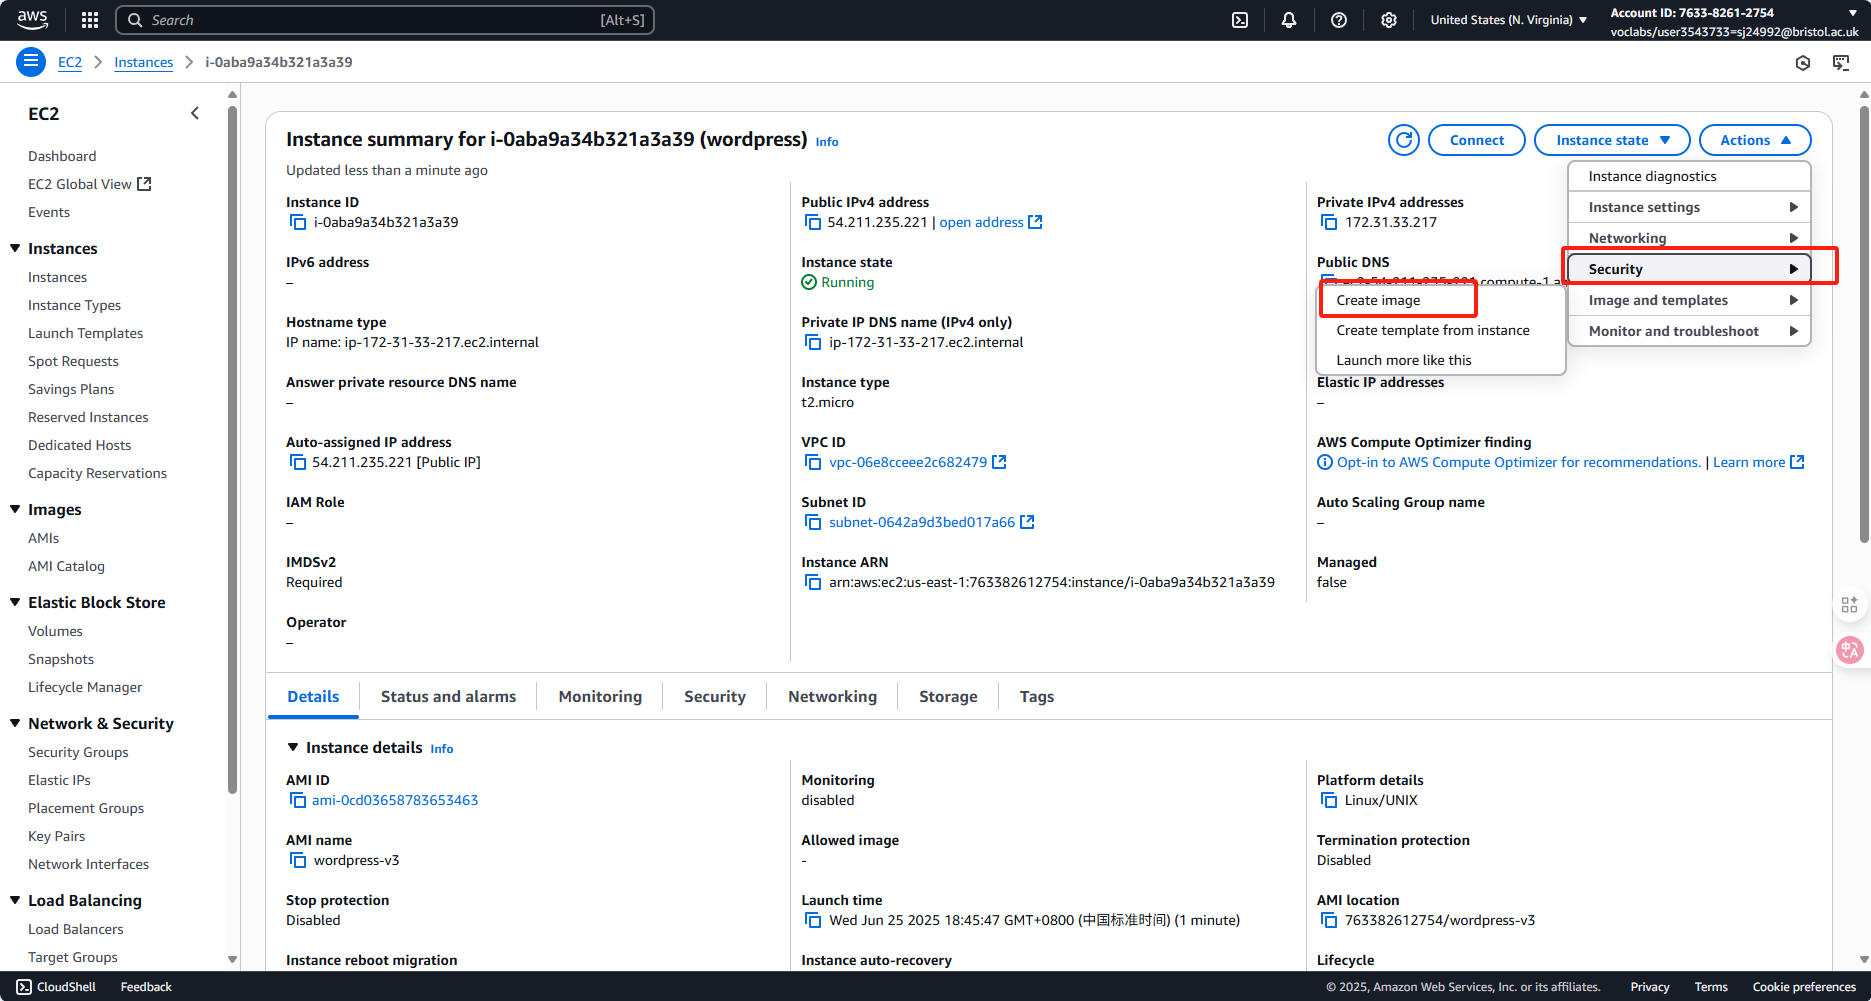 aws
Search
[Alt+S]
United States (N. Virginia)
Account ID: 7633-8261-2754
voclabs/user3543733=sj24992@bristol.ac.uk
EC2
Instances
i-0aba9a34b321a3a39
EC2
Dashboard
EC2 Global View
Events
Instances
Instances
Instance Types
Launch Templates
Spot Requests
Savings Plans
Reserved Instances
Dedicated Hosts
Capacity Reservations
Images
AMIs
AMI Catalog
Elastic Block Store
Volumes
Snapshots
Lifecycle Manager
Network & Security
Security Groups
Elastic IPs
Placement Groups
Key Pairs
Network Interfaces
Load Balancing
Load Balancers
Target Groups
Instance summary for i-0aba9a34b321a3a39 (wordpress) Info
Updated less than a minute ago
Connect
Instance state
Actions
Instance diagnostics
Instance settings
Networking
Security
Image and templates
Monitor and troubleshoot
Create image
Create template from instance
Launch more like this
Instance ID
i-0aba9a34b321a3a39
Public IPv4 address
54.211.235.221 | open address
Private IPv4 addresses
172.31.33.217
IPv6 address
–
Instance state
Running
Public DNS
Hostname type
IP name: ip-172-31-33-217.ec2.internal
Private IP DNS name (IPv4 only)
ip-172-31-33-217.ec2.internal
Answer private resource DNS name
–
Instance type
t2.micro
Elastic IP addresses
–
Auto-assigned IP address
54.211.235.221 [Public IP]
VPC ID
vpc-06e8cceee2c682479
AWS Compute Optimizer finding
Opt-in to AWS Compute Optimizer for recommendations. | Learn more
IAM Role
–
Subnet ID
subnet-0642a9d3bed017a66
Auto Scaling Group name
–
IMDSv2
Required
Instance ARN
arn:aws:ec2:us-east-1:763382612754:instance/i-0aba9a34b321a3a39
Managed
false
Operator
–
Details
Status and alarms
Monitoring
Security
Networking
Storage
Tags
Instance details Info
AMI ID
ami-0cd03658783653463
Monitoring
disabled
Platform details
Linux/UNIX
AMI name
wordpress-v3
Allowed image
-
Termination protection
Disabled
Stop protection
Disabled
Launch time
Wed Jun 25 2025 18:45:47 GMT+0800 (中国标准时间) (1 minute)
AMI location
763382612754/wordpress-v3
Instance reboot migration
Instance auto-recovery
Lifecycle
CloudShell
Feedback
© 2025, Amazon Web Services, Inc. or its affiliates.
Privacy
Terms
Cookie preferences